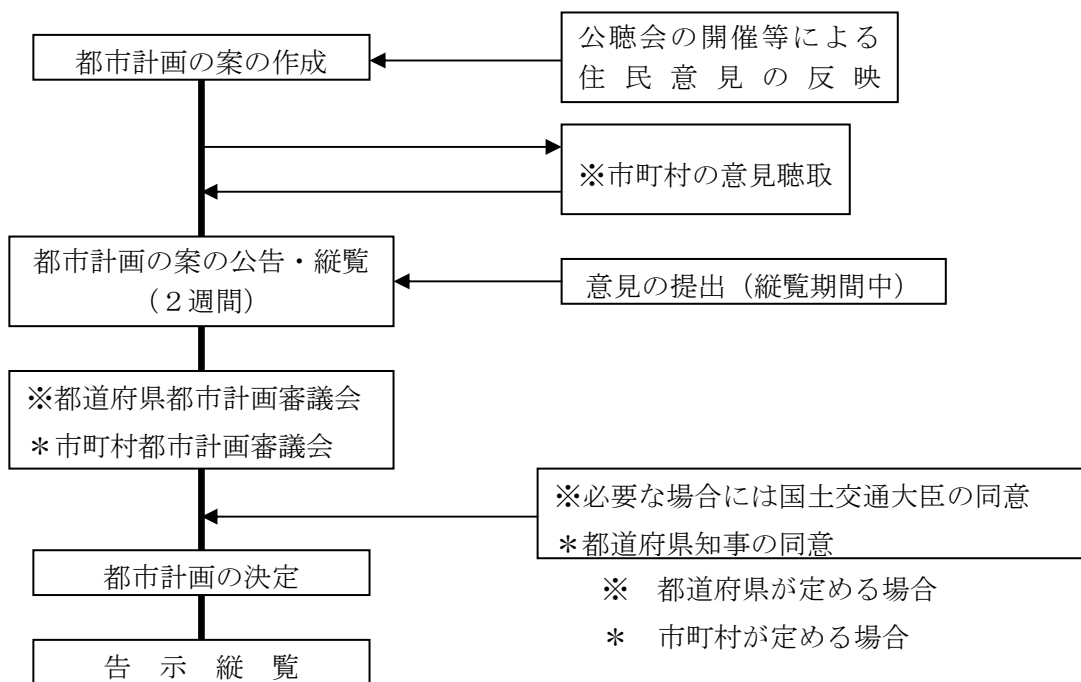 都市計画の案の作成
公聴会の開催等による
住民意見の反映
※市町村の意見聴取
都市計画の案の公告・縦覧
（２週間）
意見の提出（縦覧期間中）
※都道府県都市計画審議会
＊市町村都市計画審議会
※必要な場合には国土交通大臣の同意
＊都道府県知事の同意
都市計画の決定
※　都道府県が定める場合
＊　市町村が定める場合
告示縦覧